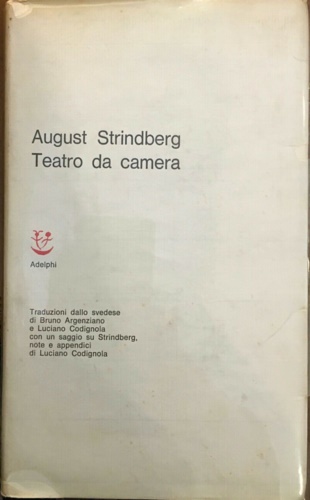 August Strindberg
Teatro da camera
Adelphi
Traduzioni dallo svedese
di Bruno Argenziano
e Luciano Codignola
con un saggio su Strindberg,
note e appendici
di Luciano Codignola